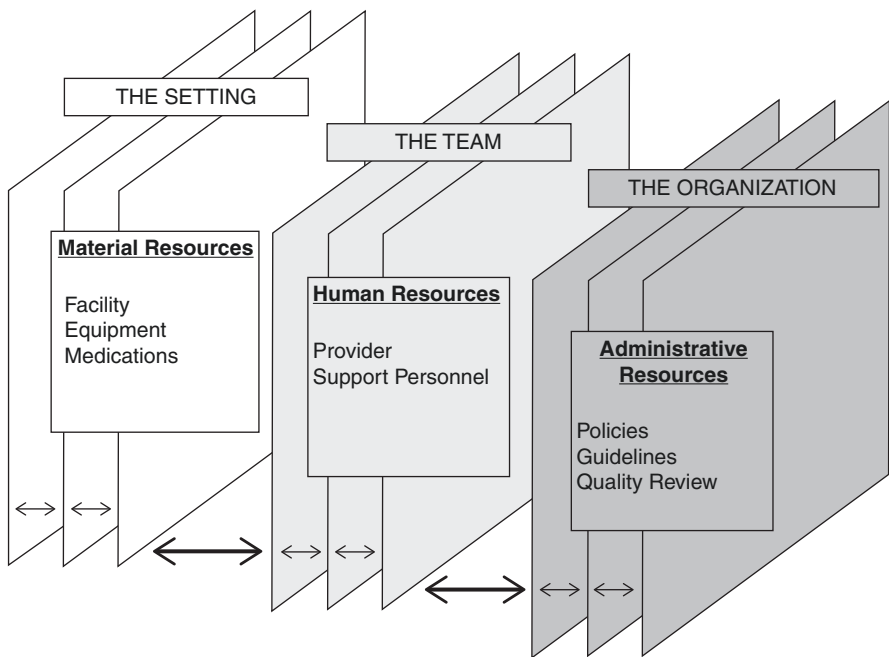 THE SETTING
Material Resources
Facility
Equipment
Medications
THE TEAM
Human Resources
Provider
Support Personnel
THE ORGANIZATION
Administrative
Resources
Policies
Guidelines
Quality Review